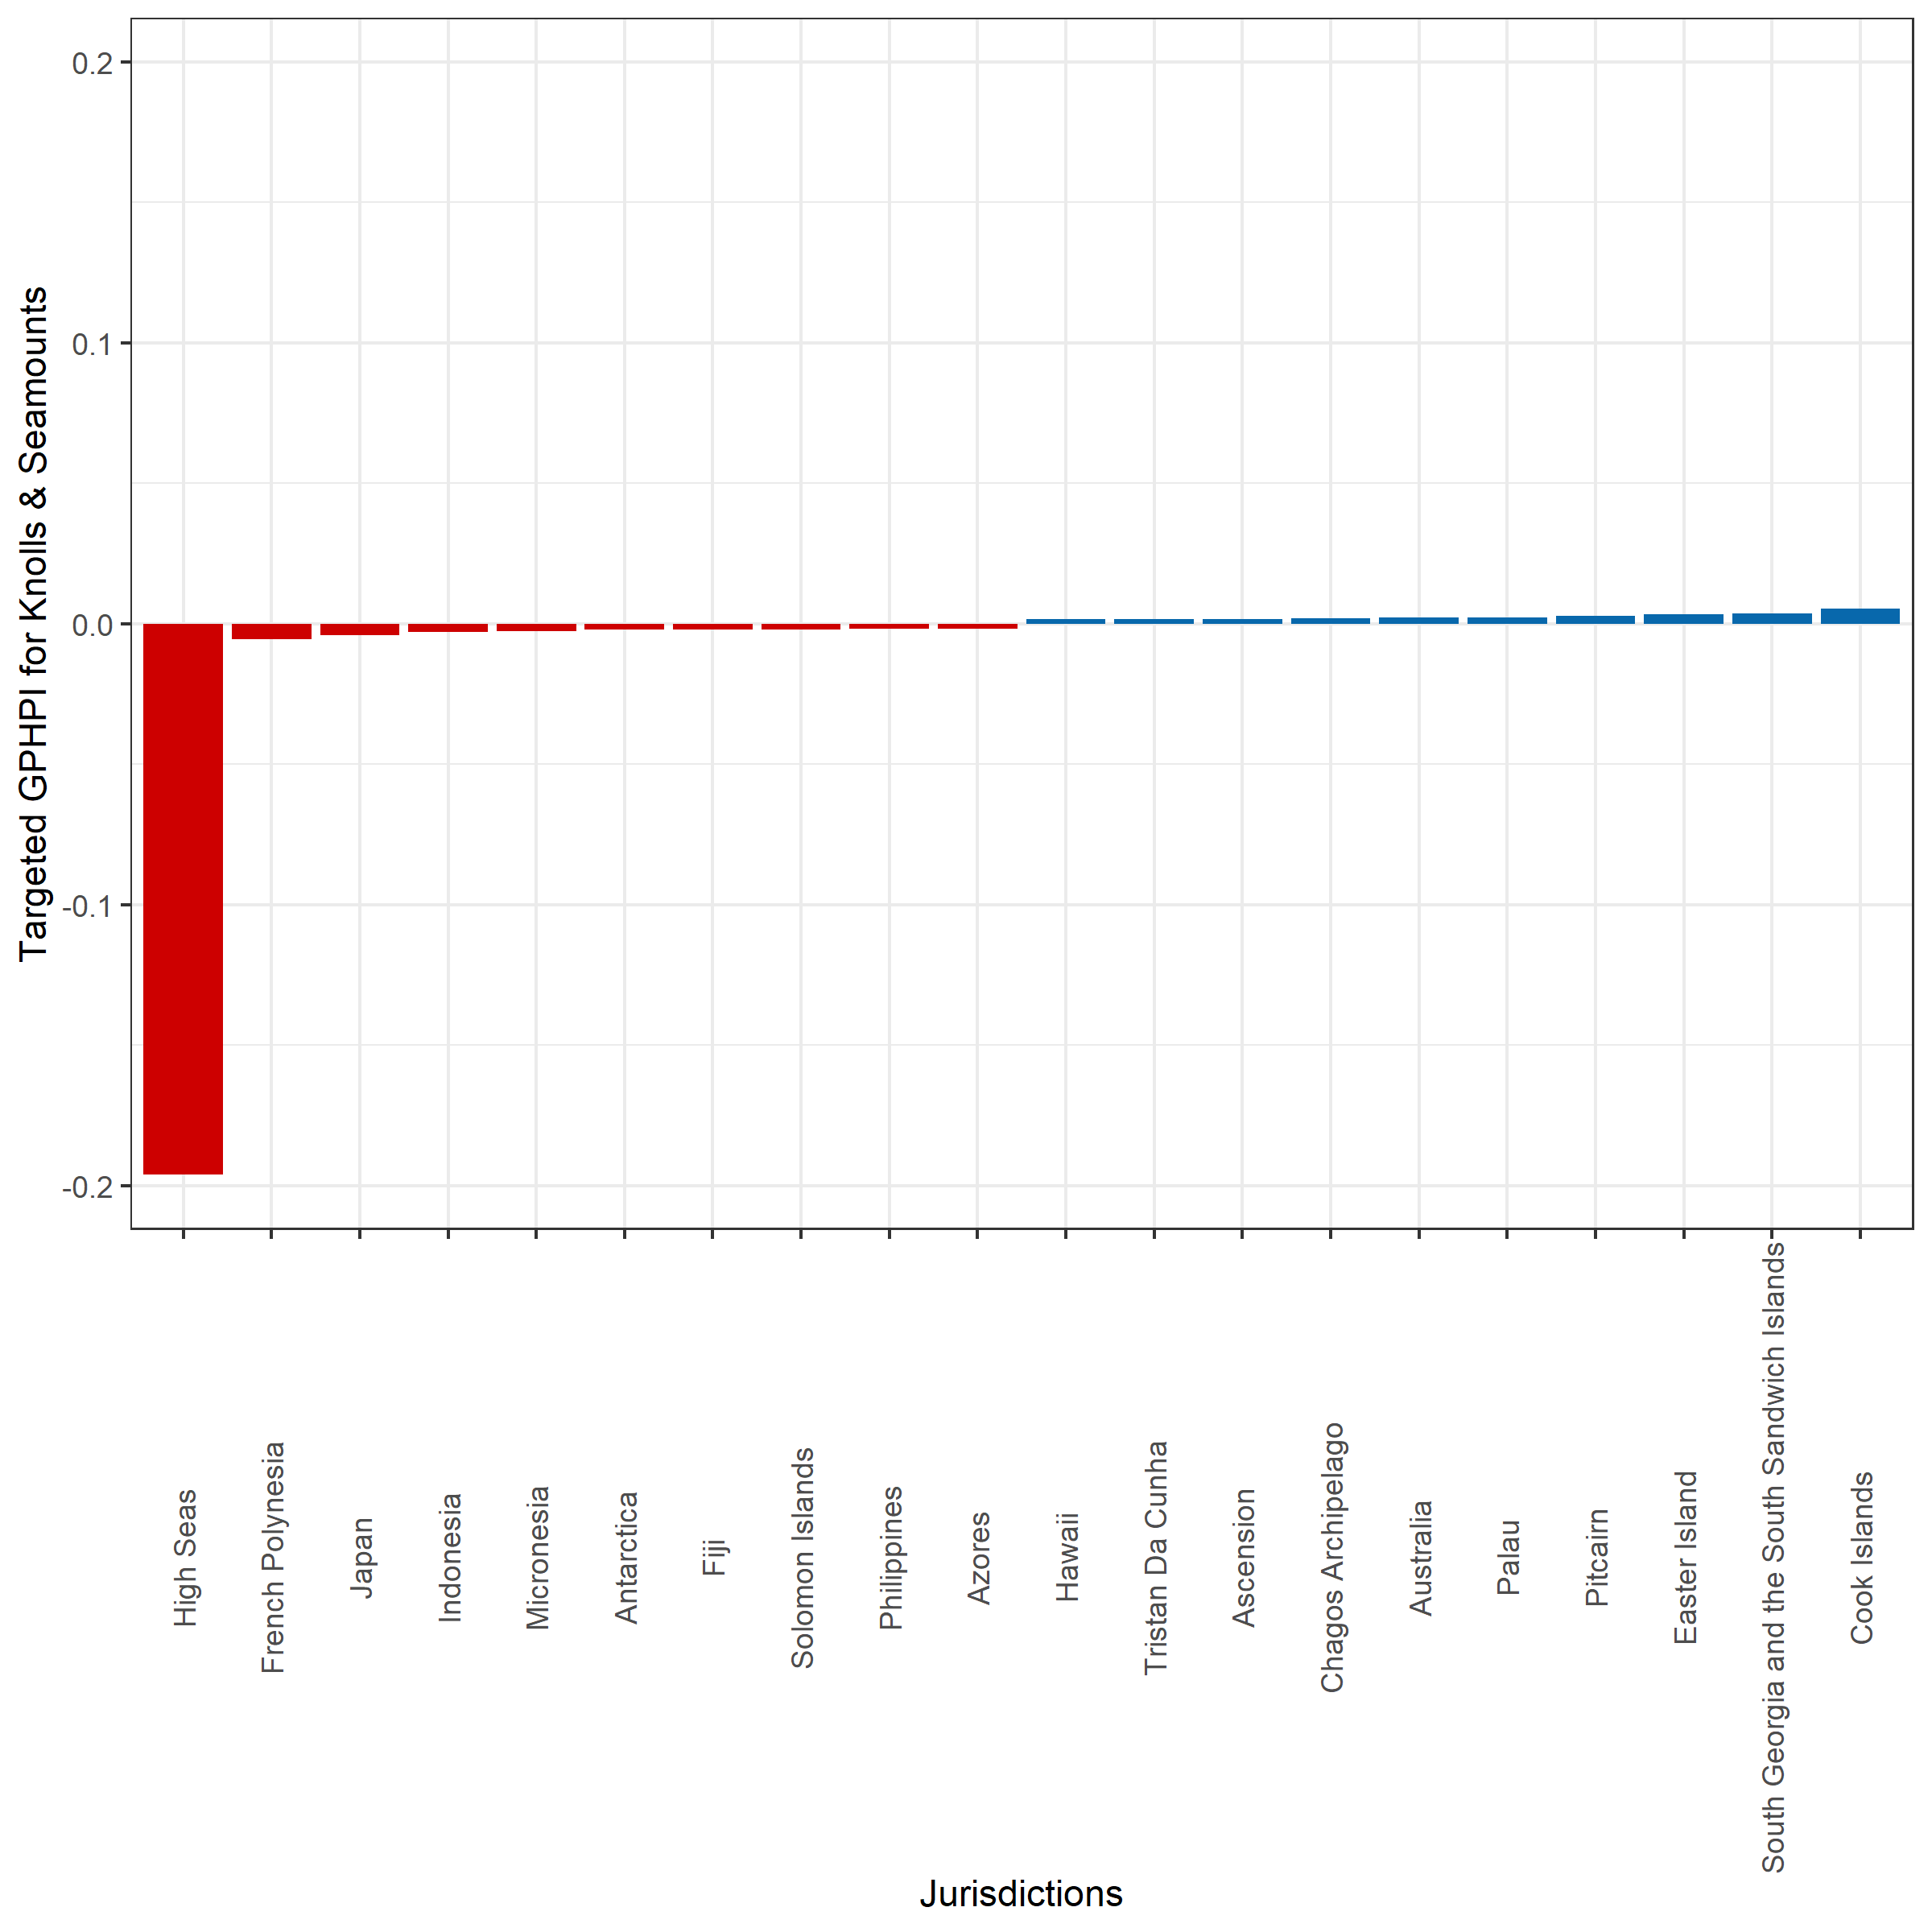 Targeted GPHPI for Knolls & Seamounts
0.2
0.1
0.0
-0.1
-0.2
High Seas
French Polynesia
Japan
Indonesia
Micronesia
Antarctica
Fiji
Solomon Islands
Philippines
Azores
Hawaii
Tristan Da Cunha
Ascension
Chagos Archipelago
Australia
Palau
Pitcairn
Easter Island
South Georgia and the South Sandwich Islands
Cook Islands
Jurisdictions